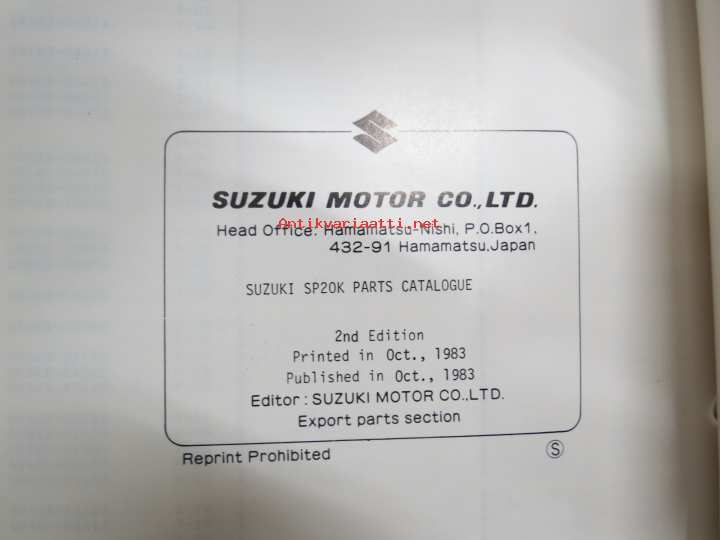 SUZUKI MOTOR CO.,LTD.
Antikvariaatti.net
Head Office: Hamamatsu-Nishi, P.O.Box1,
432-91 Hamamatsu,Japan
SUZUKI SP20K PARTS CATALOGUE
2nd Edition
Printed in Oct., 1983
Published in Oct., 1983
Editor : SUZUKI MOTOR CO.,LTD.
Export parts section
Reprint Prohibited
Ⓢ